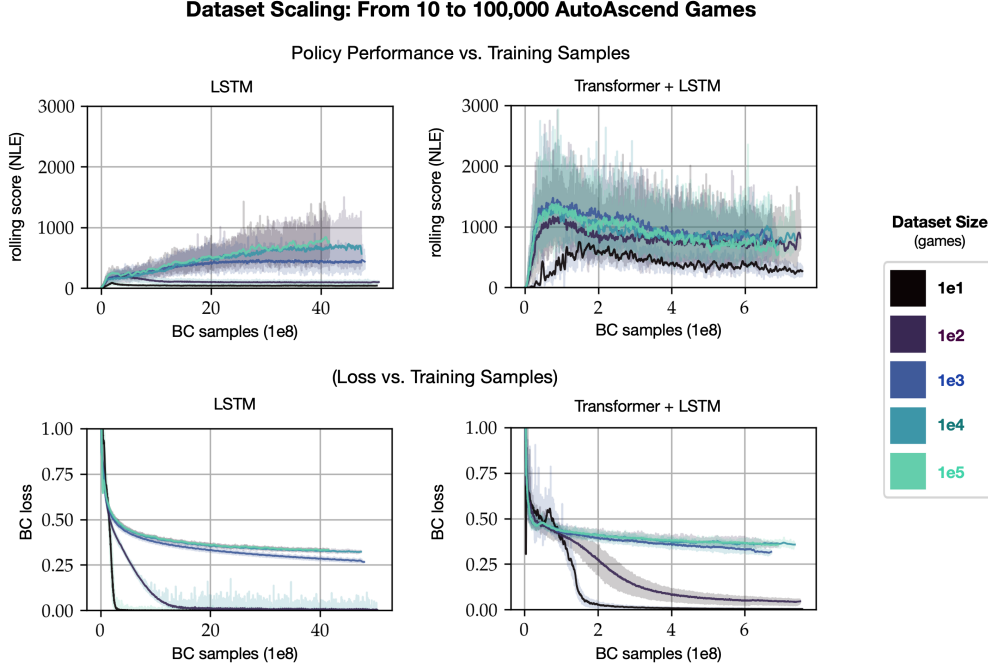 Dataset Scaling: From 10 to 100,000 AutoAscend Games
Policy Performance vs. Training Samples
LSTM
rolling score (NLE)
3000
2000
1000
0
0 20 40
BC samples (1e8)
Transformer + LSTM
rolling score (NLE)
3000
2000
1000
0
0 2 4 6
BC samples (1e8)
(Loss vs. Training Samples)
LSTM
BC loss
1.00
0.75
0.50
0.25
0.00
0 20 40
BC samples (1e8)
Transformer + LSTM
BC loss
1.00
0.75
0.50
0.25
0.00
0 2 4 6
BC samples (1e8)
Dataset Size
(games)
1e1
1e2
1e3
1e4
1e5